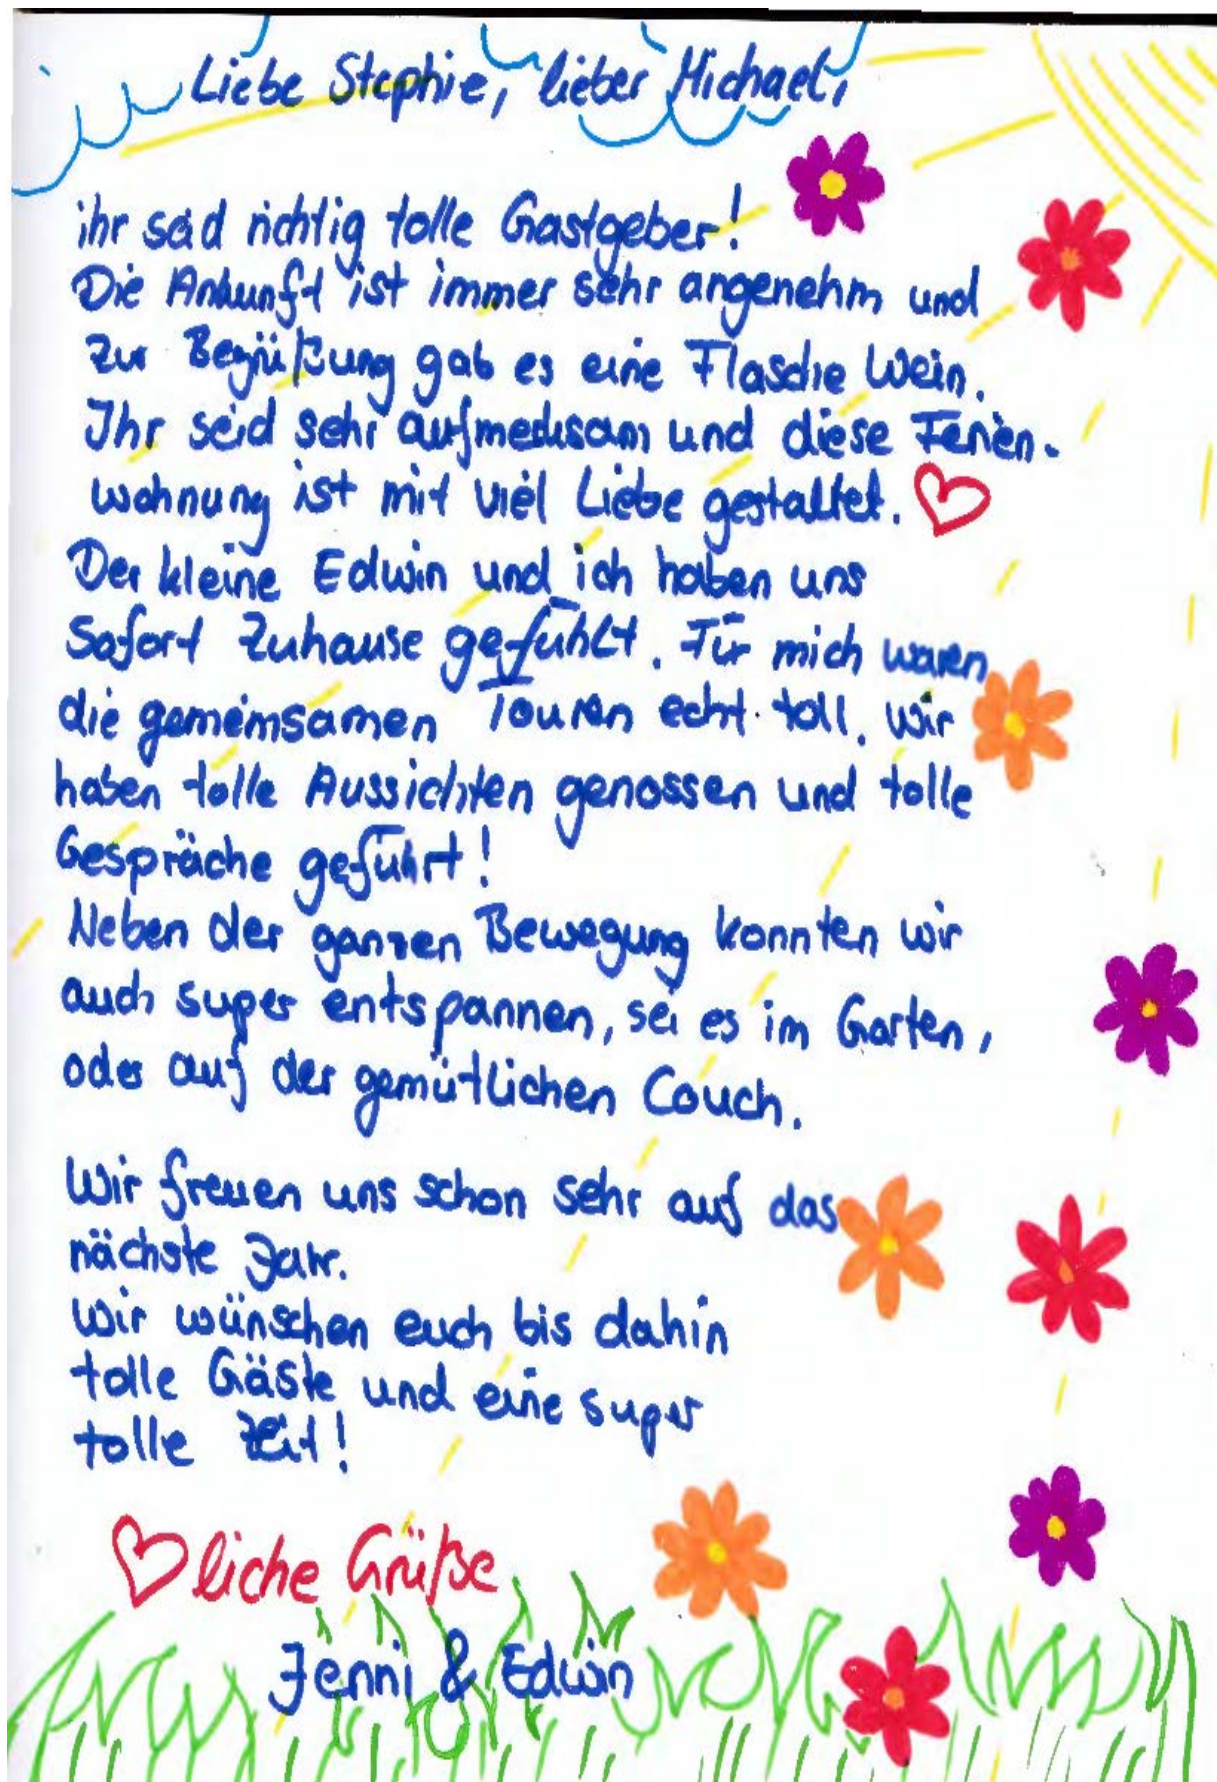 Liebe Stephie, lieber Michael,
ihr seid richtig tolle Gastgeber!
Die Ankunft ist immer sehr angenehm und
zur Begrüßung gab es eine Flasche Wein.
Ihr seid sehr aufmerksam und diese Ferien-
wohnung ist mit viel Liebe gestaltet. ♡
Der kleine Edwin und ich haben uns
sofort Zuhause gefühlt. Für mich waren
die gemeinsamen Touren echt toll. Wir
haben tolle Aussichten genossen und tolle
Gespräche geführt!
Neben der ganzen Bewegung konnten wir
auch super entspannen, sei es im Garten,
oder auf der gemütlichen Couch.
Wir freuen uns schon sehr auf das
nächste Jahr.
Wir wünschen euch bis dahin
tolle Gäste und eine super
tolle Zeit!
♡liche Grüße
Jenni & Edwin